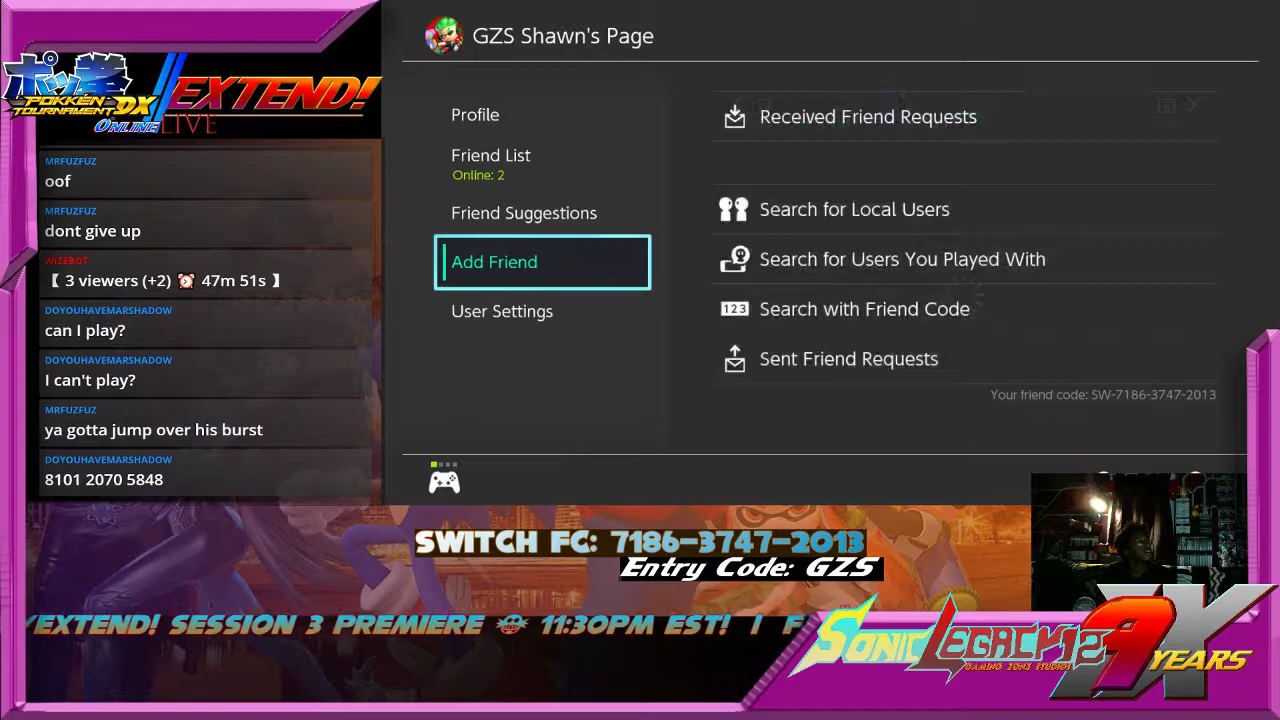 GZS Shawn's Page
ポッ拳
POKKÉN
TOURNAMENT DX
ONLINE
EXTEND!
LIVE
MRFUZFUZ
oof
MRFUZFUZ
dont give up
WIZEBOT
【 3 viewers (+2) ⏰ 47m 51s 】
DOYOUHAVEMARSHADOW
can I play?
DOYOUHAVEMARSHADOW
I can't play?
MRFUZFUZ
ya gotta jump over his burst
DOYOUHAVEMARSHADOW
8101 2070 5848
Profile
Friend List
Online: 2
Friend Suggestions
Add Friend
User Settings
Received Friend Requests
Search for Local Users
Search for Users You Played With
123 Search with Friend Code
Sent Friend Requests
Your friend code: SW-7186-3747-2013
SWITCH FC: 7186-3747-2013
Entry Code: GZS
/EXTEND! SESSION 3 PREMIERE 11:30PM EST! | F
SONIC LEGACY12
GAMING ZONE STUDIOS
9 YEARS